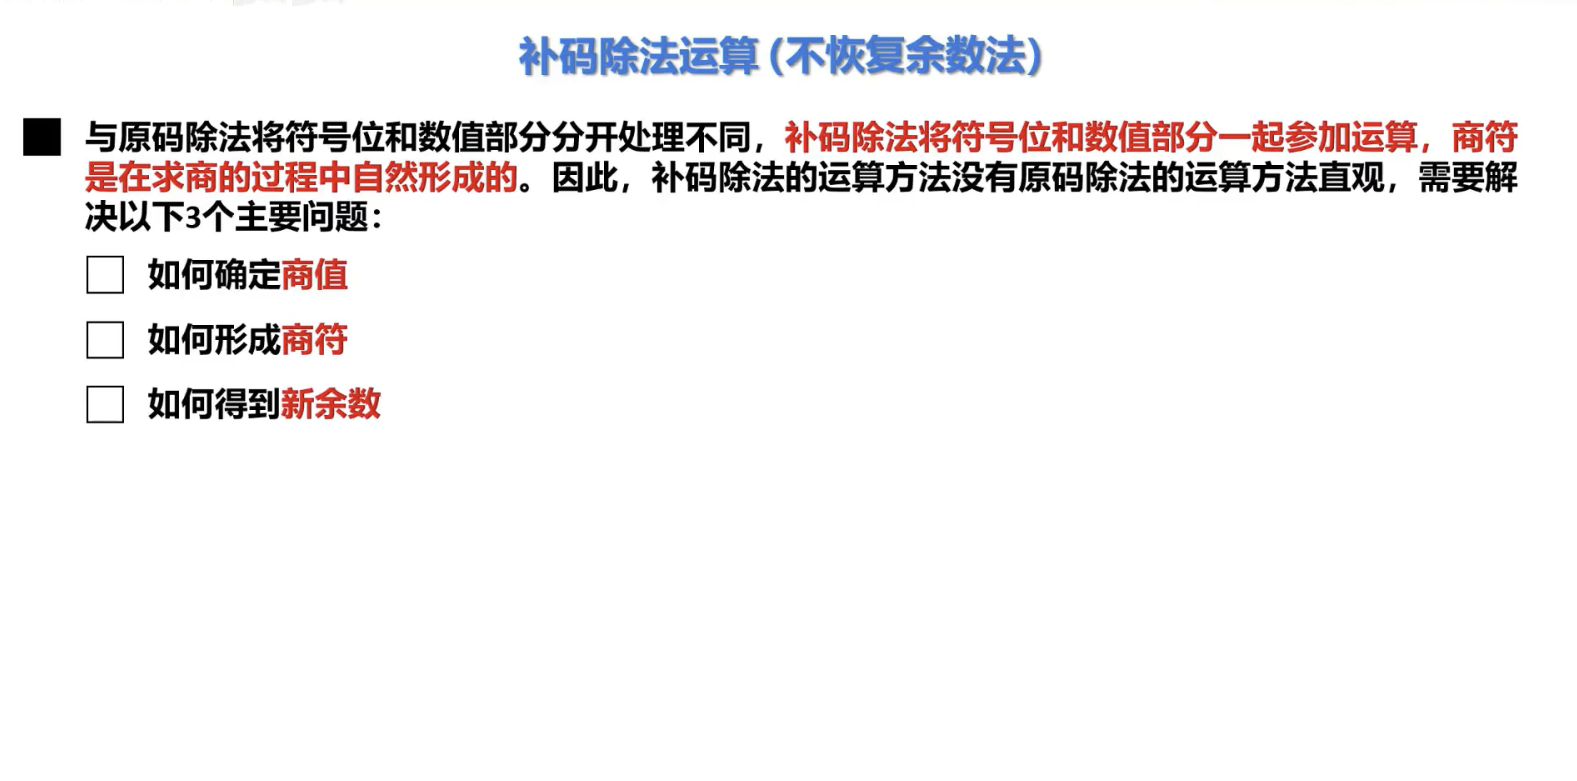 补码除法运算（不恢复余数法）
与原码除法将符号位和数值部分分开处理不同，补码除法将符号位和数值部分一起参加运算，商符
是在求商的过程中自然形成的。因此，补码除法的运算方法没有原码除法的运算方法直观，需要解
决以下3个主要问题：
如何确定商值
如何形成商符
如何得到新余数